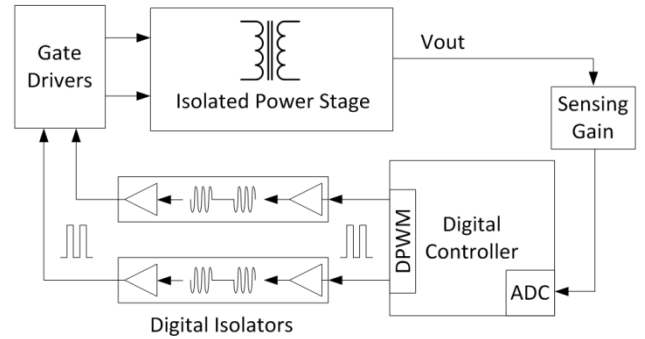 Gate
Drivers
Isolated Power Stage
Vout
Sensing
Gain
DPWM
Digital
Controller
ADC
Digital Isolators